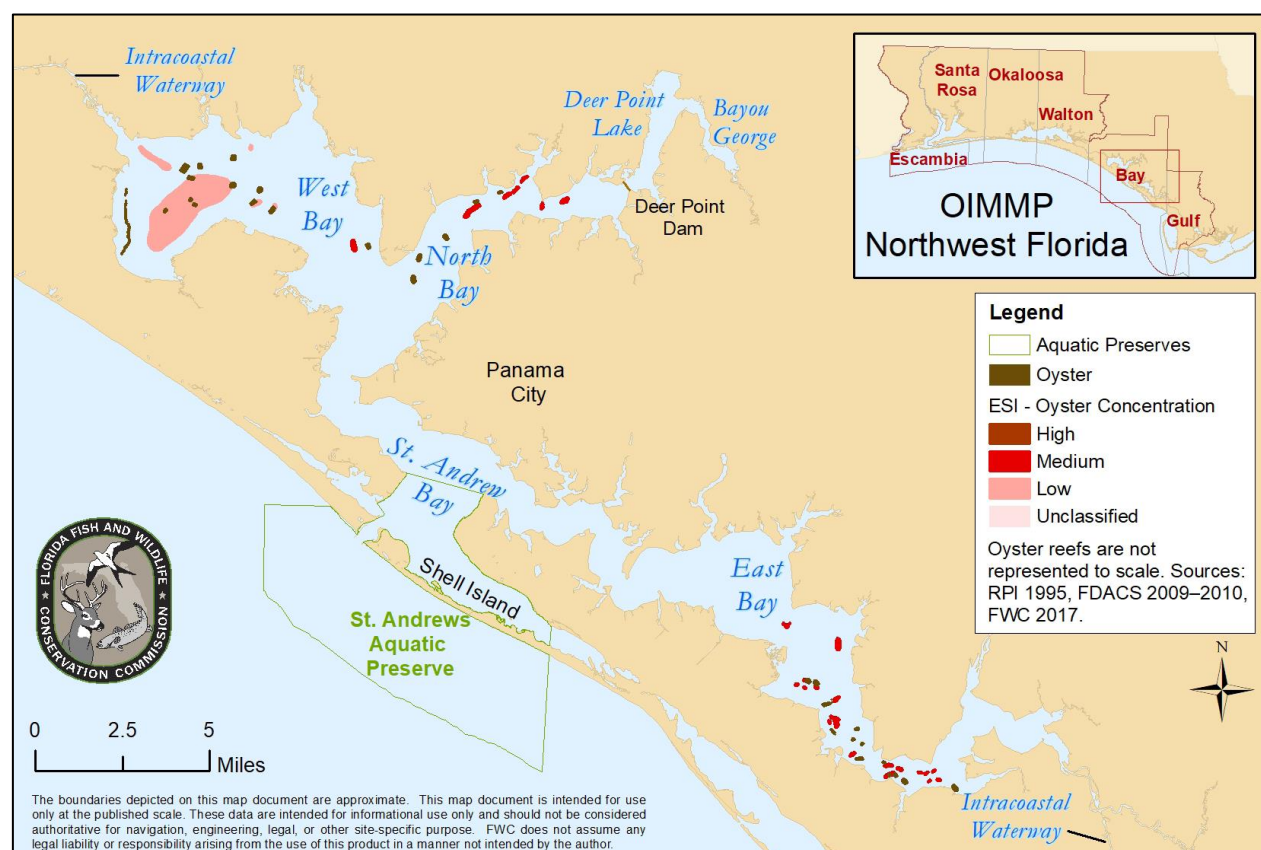 Intracoastal
Waterway
Deer Point
Lake
Bayou
George
West
Bay
North
Bay
Deer Point
Dam
Panama
City
St. Andrew
Bay
Shell Island
St. Andrews
Aquatic
Preserve
East
Bay
Intracoastal
Waterway
Santa
Rosa
Okaloosa
Walton
Escambia
Bay
Gulf
OIMMP
Northwest Florida
Legend
Aquatic Preserves
Oyster
ESI - Oyster Concentration
High
Medium
Low
Unclassified
Oyster reefs are not
represented to scale. Sources:
RPI 1995, FDACS 2009–2010,
FWC 2017.
N
FLORIDA FISH AND WILDLIFE
CONSERVATION COMMISSION
0 2.5 5
Miles
The boundaries depicted on this map document are approximate. This map document is intended for use
only at the published scale. These data are intended for informational use only and should not be considered
authoritative for navigation, engineering, legal, or other site-specific purpose. FWC does not assume any
legal liability or responsibility arising from the use of this product in a manner not intended by the author.